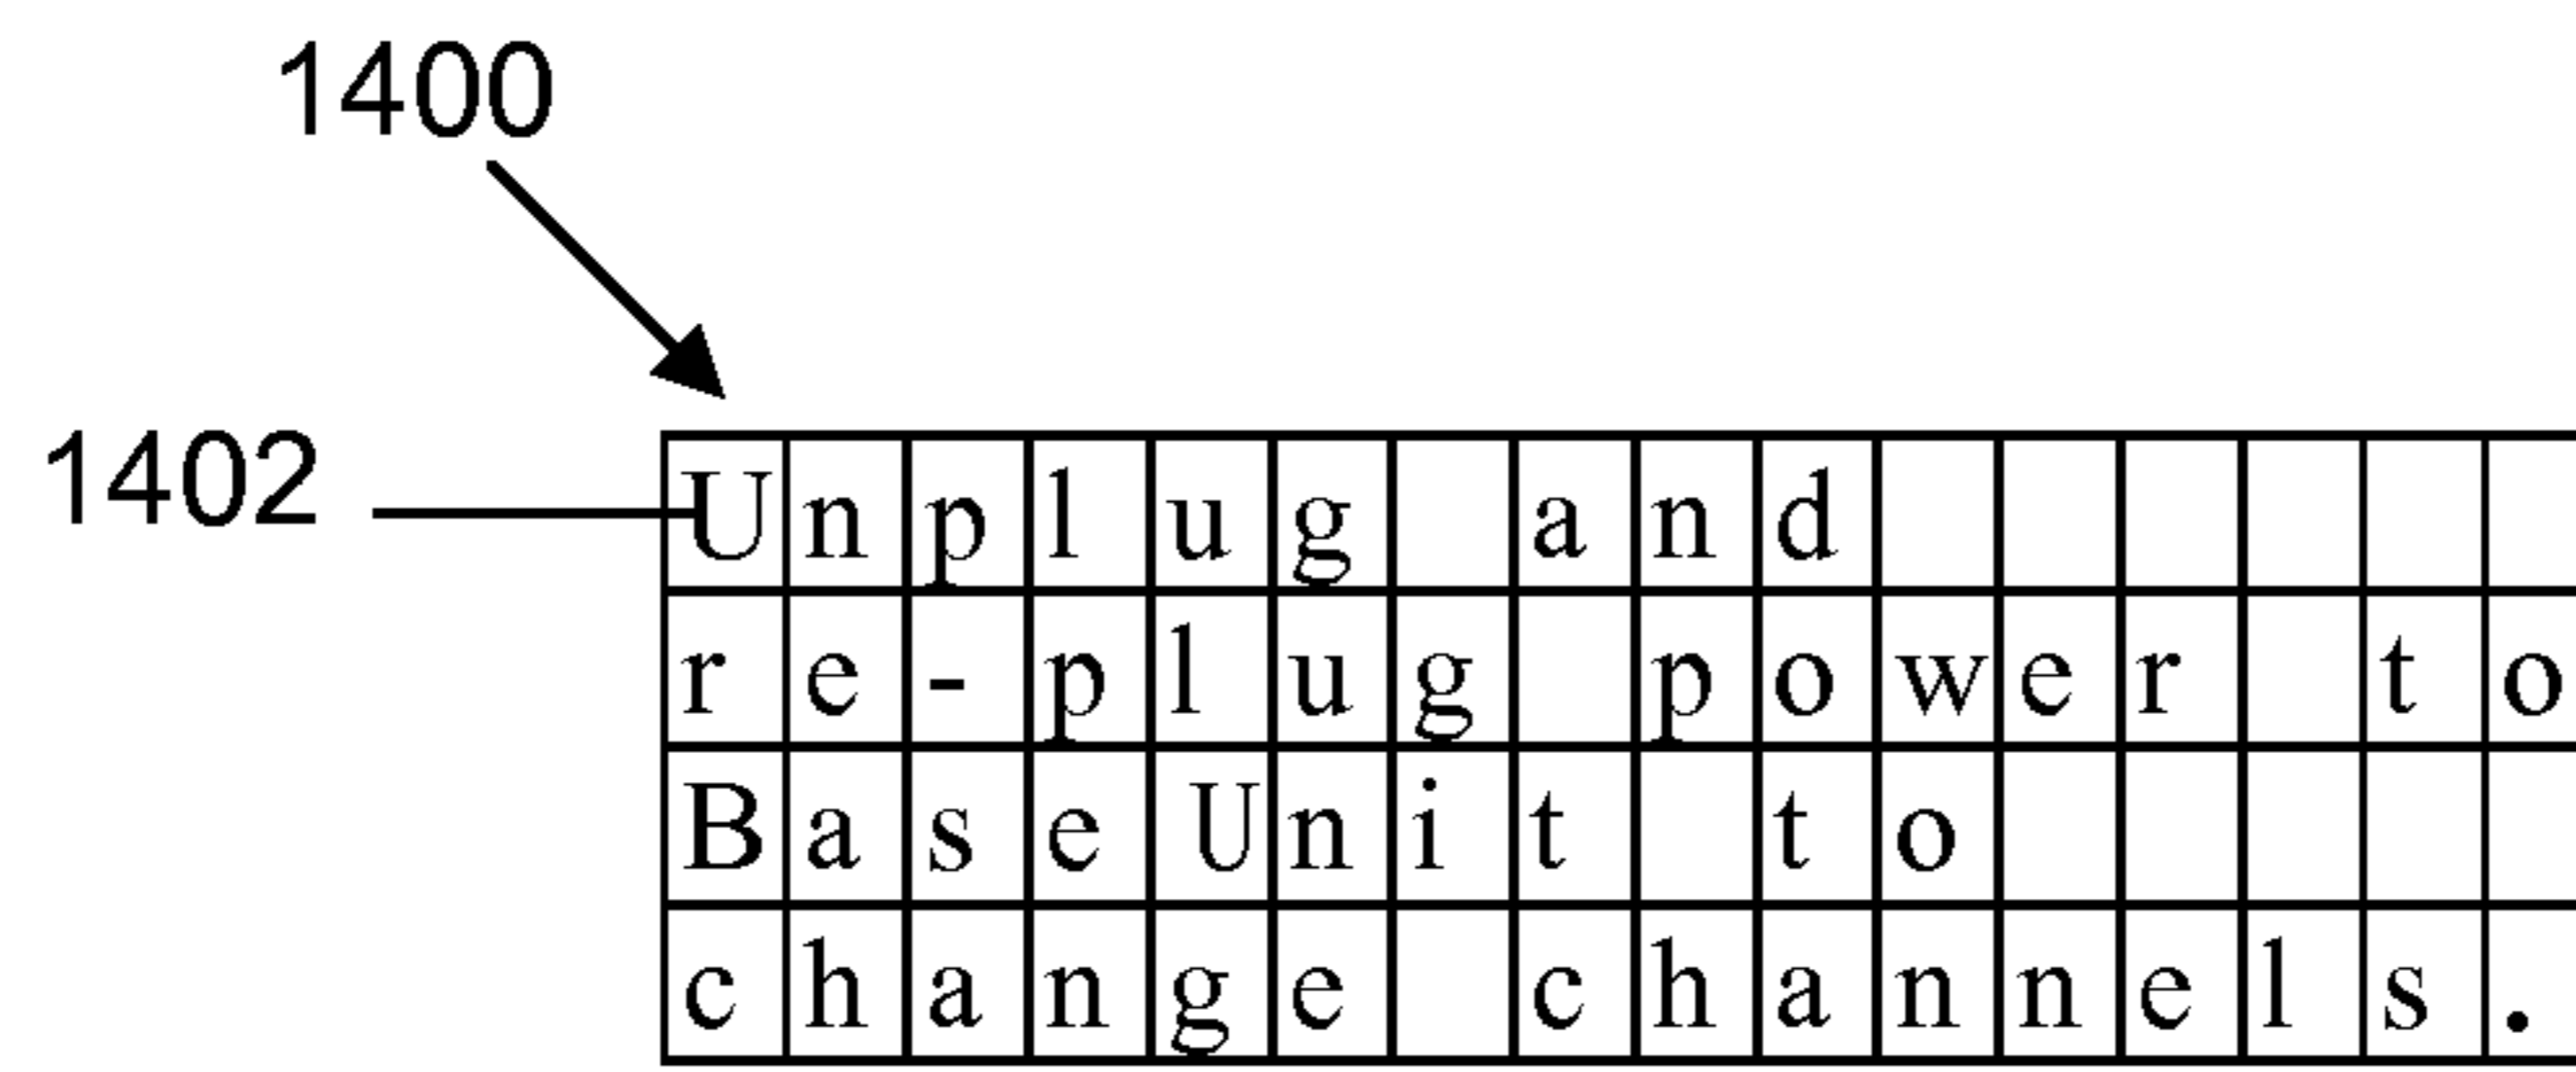 1400
1402
Unplug and
re-plug power to
Base Unit to
change channels.